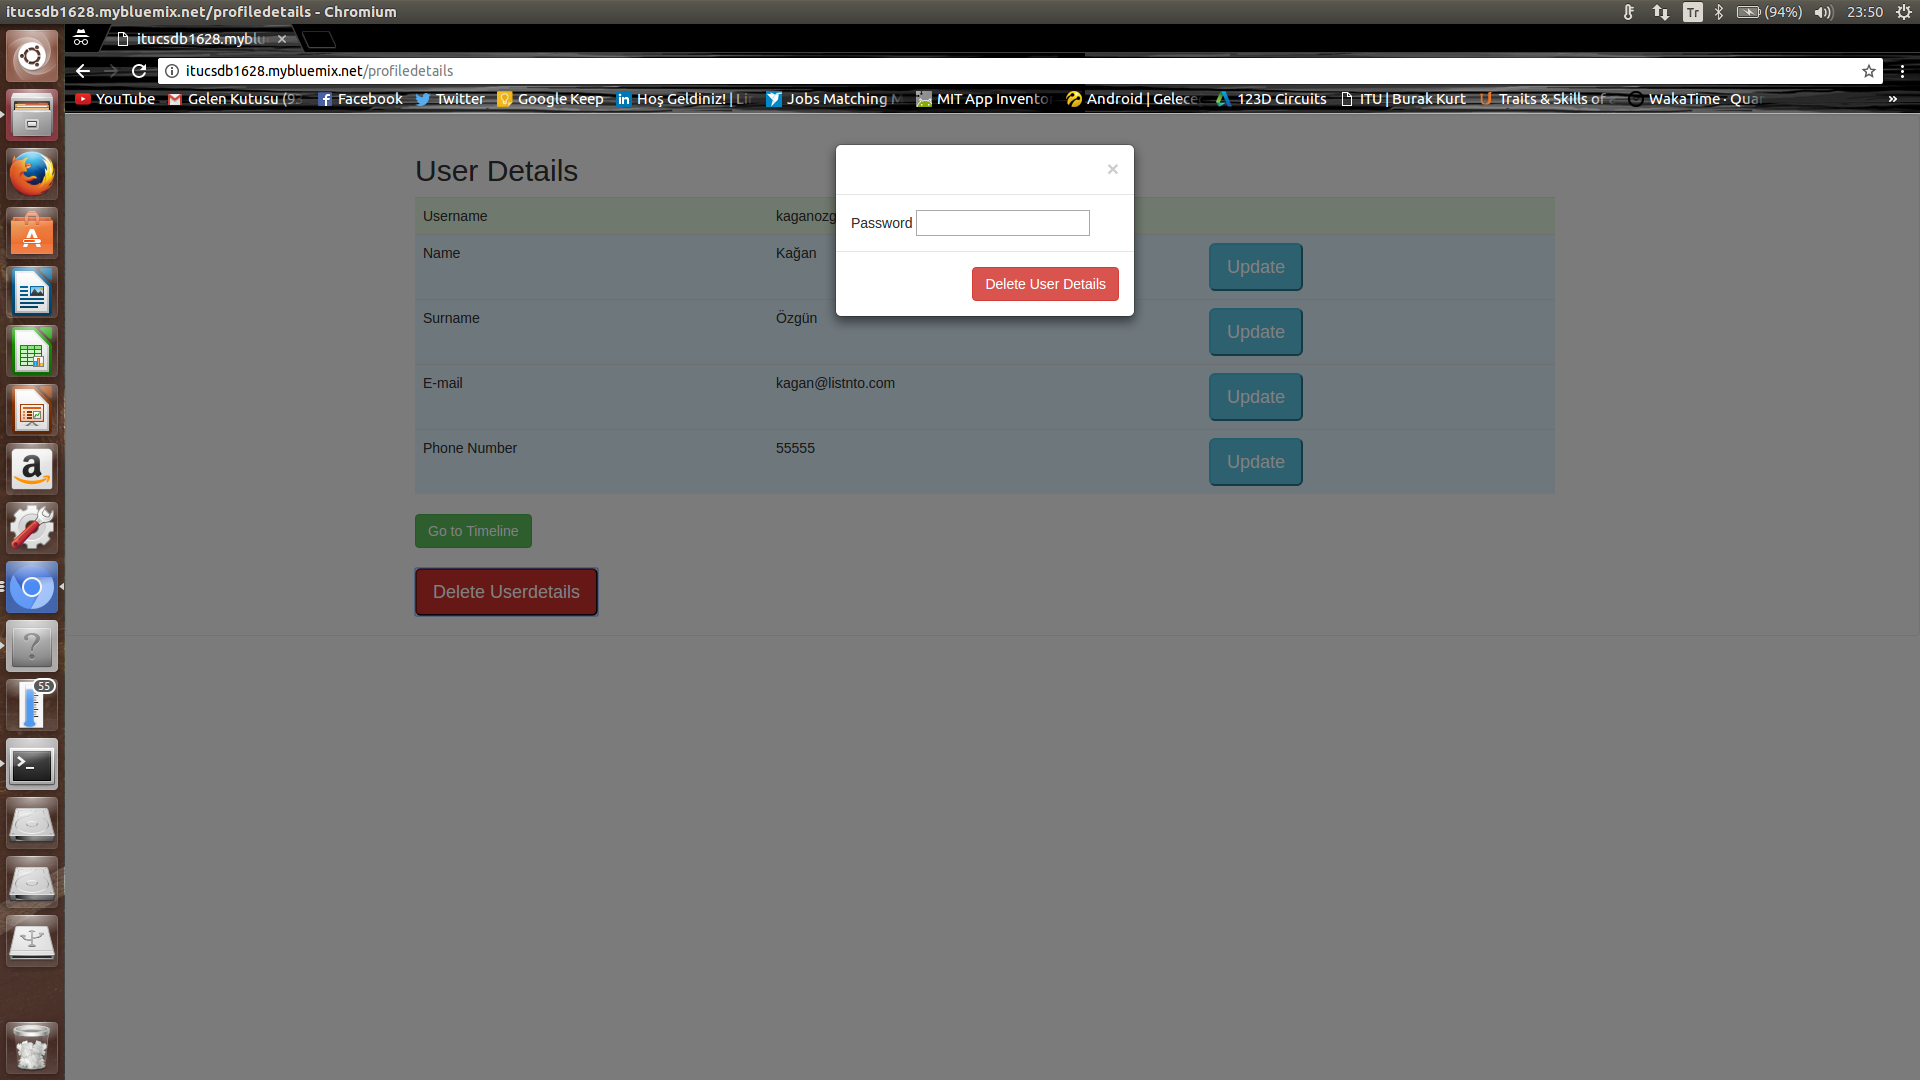 itucsdb1628.mybluemix.net/profiledetails - Chromium
Tr (94%) 23:50
itucsdb1628.myblu
itucsdb1628.mybluemix.net/profiledetails
YouTube Gelen Kutusu (93 Facebook Twitter Google Keep Hoş Geldiniz! | Li Jobs Matching M MIT App Invento Android | Gelece 123D Circuits ITU | Burak Kurt Traits & Skills of WakaTime · Qua »
User Details
×
Username kaganozg
Password
Name Kağan Update
Delete User Details
Surname Özgün Update
E-mail kagan@listnto.com Update
Phone Number 55555 Update
Go to Timeline
Delete Userdetails
55